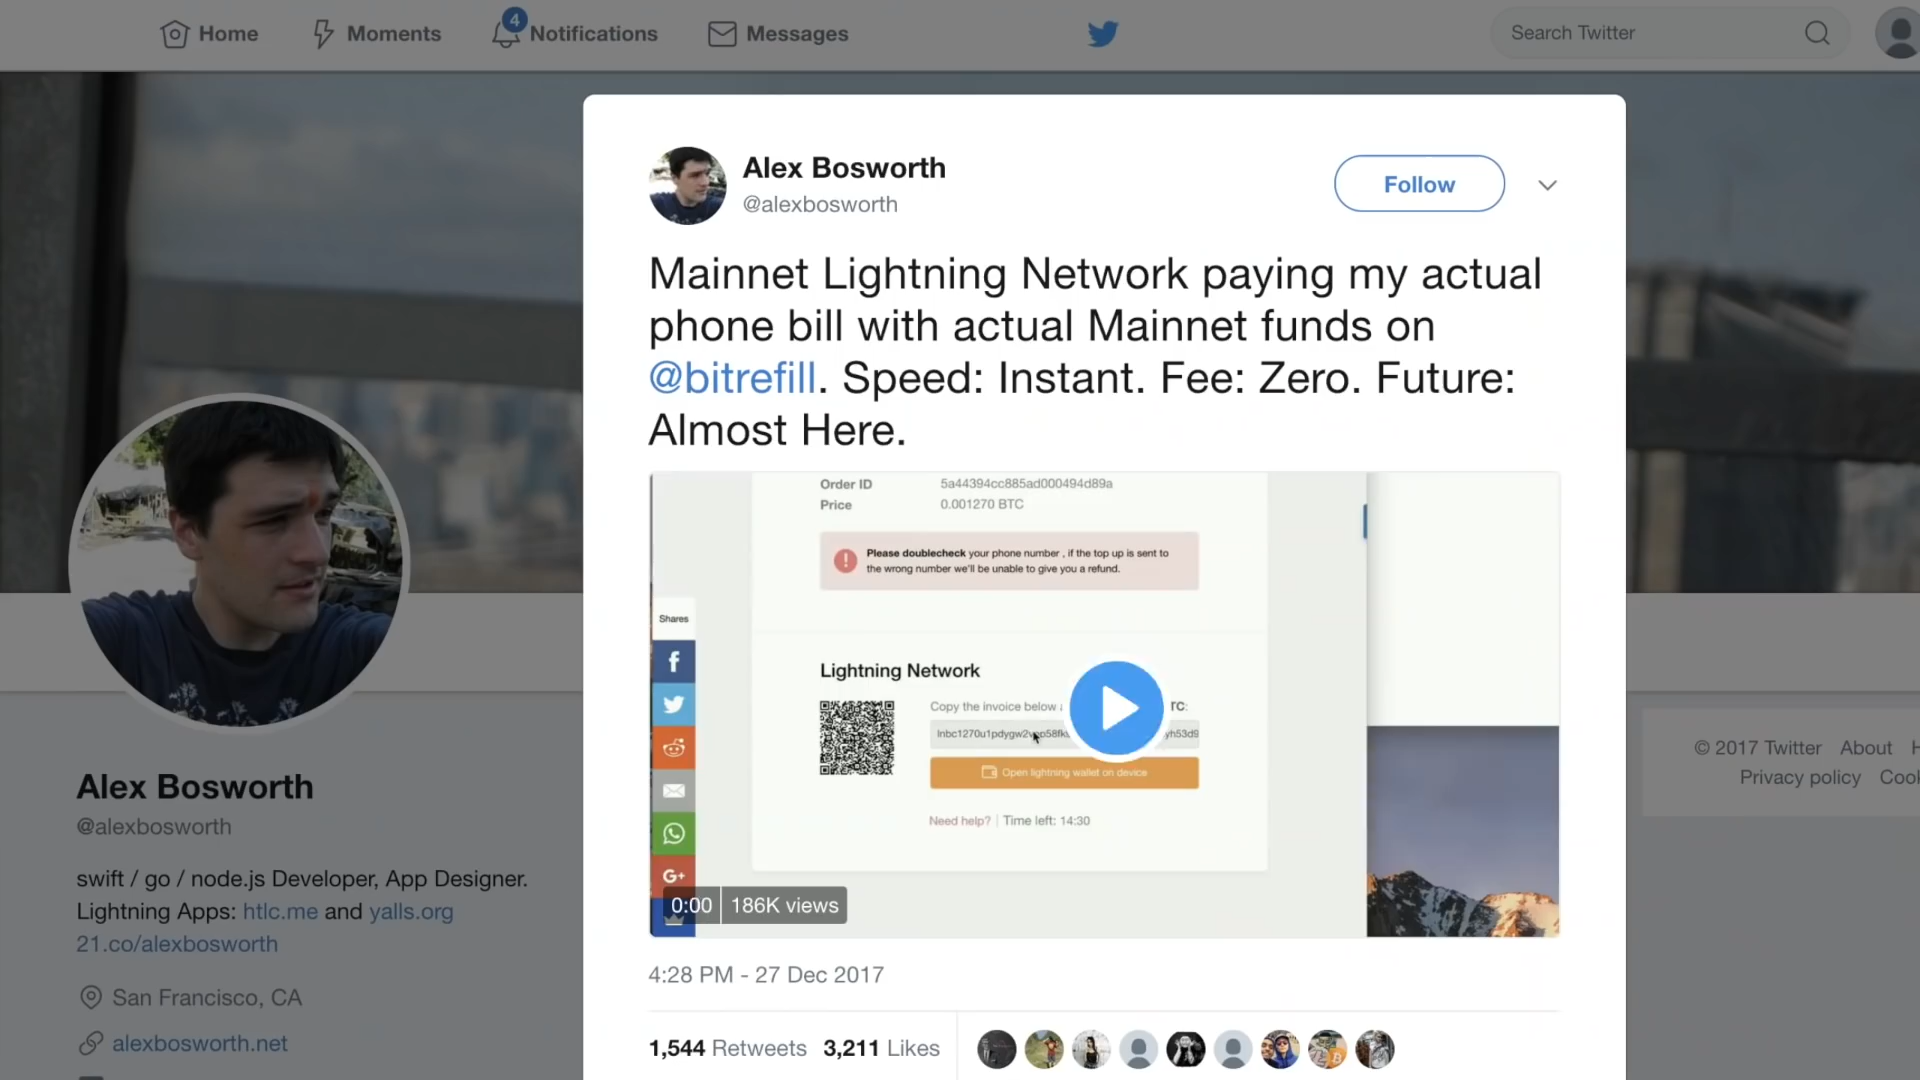 Home
Moments
4
Notifications
Messages
Search Twitter
Alex Bosworth
@alexbosworth
Follow
Mainnet Lightning Network paying my actual
phone bill with actual Mainnet funds on
@bitrefill. Speed: Instant. Fee: Zero. Future:
Almost Here.
Order ID 5a44394cc885ad000494d89a
Price 0.001270 BTC
Please doublecheck your phone number , if the top up is sent to
the wrong number we'll be unable to give you a refund.
Shares
Lightning Network
Copy the invoice below TC:
Open lightning wallet on device
Need help? | Time left: 14:30
G+
0:00 186K views
4:28 PM - 27 Dec 2017
1,544 Retweets 3,211 Likes
Alex Bosworth
@alexbosworth
swift / go / node.js Developer, App Designer.
Lightning Apps: htlc.me and yalls.org
21.co/alexbosworth
San Francisco, CA
alexbosworth.net
© 2017 Twitter About H
Privacy policy Cook